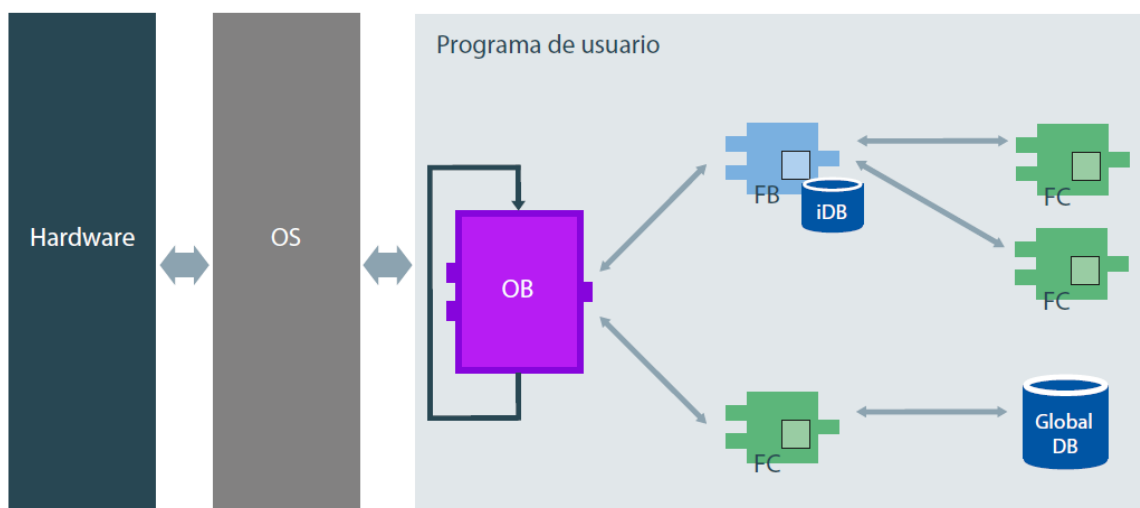 Programa de usuario
Hardware
OS
OB
FB
iDB
FC
FC
FC
Global
DB